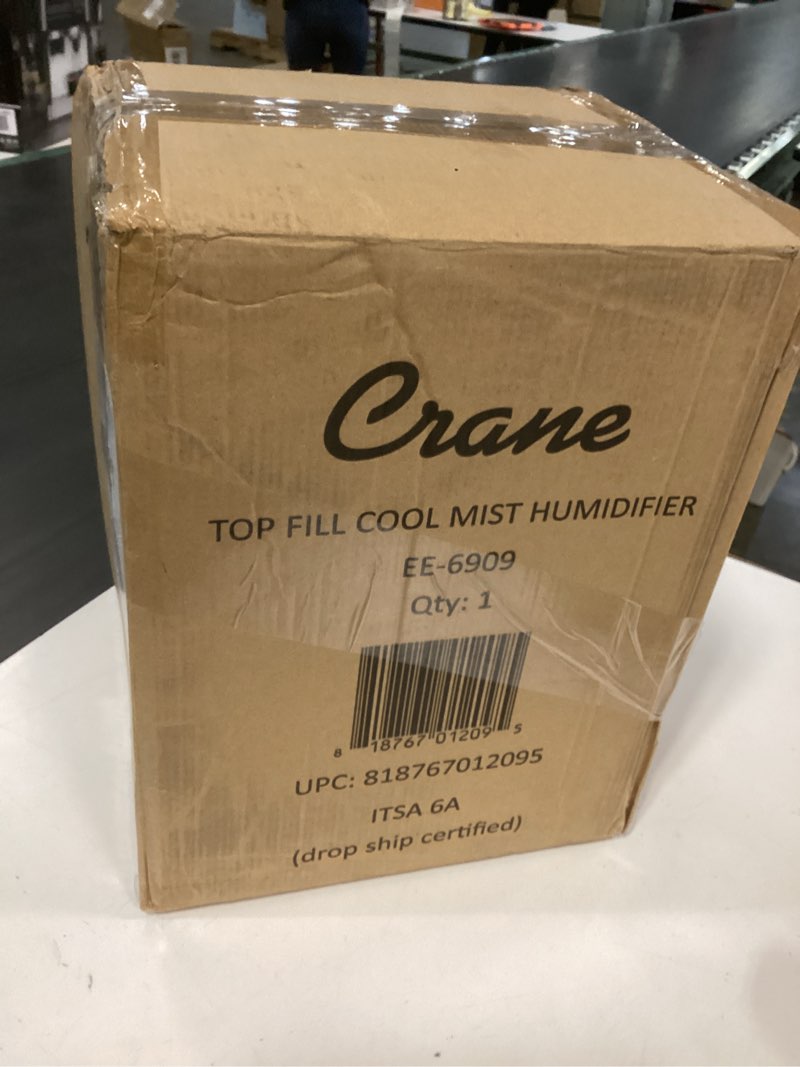 Crane
TOP FILL COOL MIST HUMIDIFIER
EE-6909
Qty: 1
8 18767 01209 5
UPC: 818767012095
ITSA 6A
(drop ship certified)